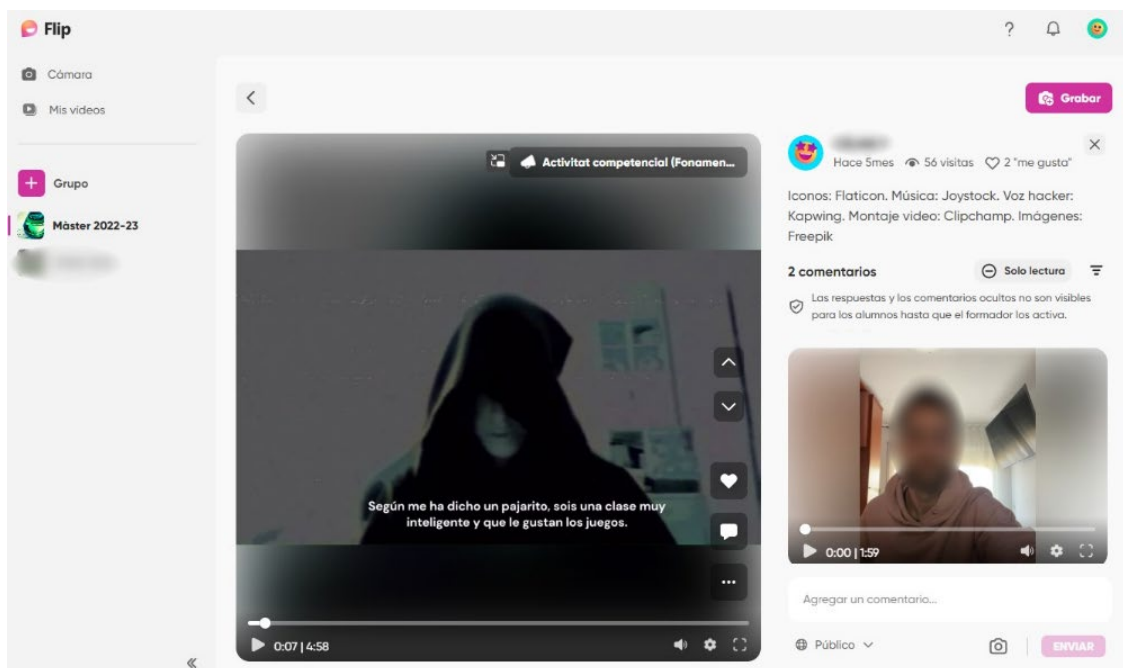 Flip
Cámara
Mis vídeos
Grupo
Màster 2022-23
Grabar
Activitat competencial (Fonamen...
Según me ha dicho un pajarito, sois una clase muy
inteligente y que le gustan los juegos.
0:07 | 4:58
Hace 5mes 56 visitas 2 "me gusta"
Iconos: Flaticon. Música: Joystock. Voz hacker:
Kapwing. Montaje video: Clipchamp. Imágenes:
Freepik
2 comentarios
Solo lectura
Las respuestas y los comentarios ocultos no son visibles
para los alumnos hasta que el formador los activa.
0:00 | 1:59
Agregar un comentario...
Público
ENVIAR